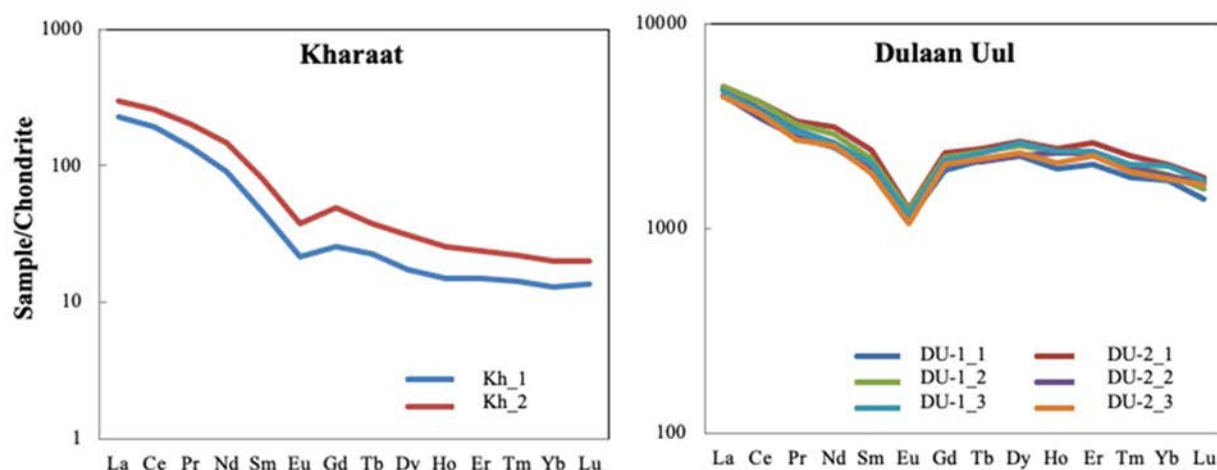 Kharaat
Sample/Chondrite
1000
100
10
1
La Ce Pr Nd Sm Eu Gd Tb Dy Ho Er Tm Yb Lu
Kh_1
Kh_2
Dulaan Uul
10000
1000
100
La Ce Pr Nd Sm Eu Gd Tb Dy Ho Er Tm Yb Lu
DU-1_1 DU-2_1
DU-1_2 DU-2_2
DU-1_3 DU-2_3